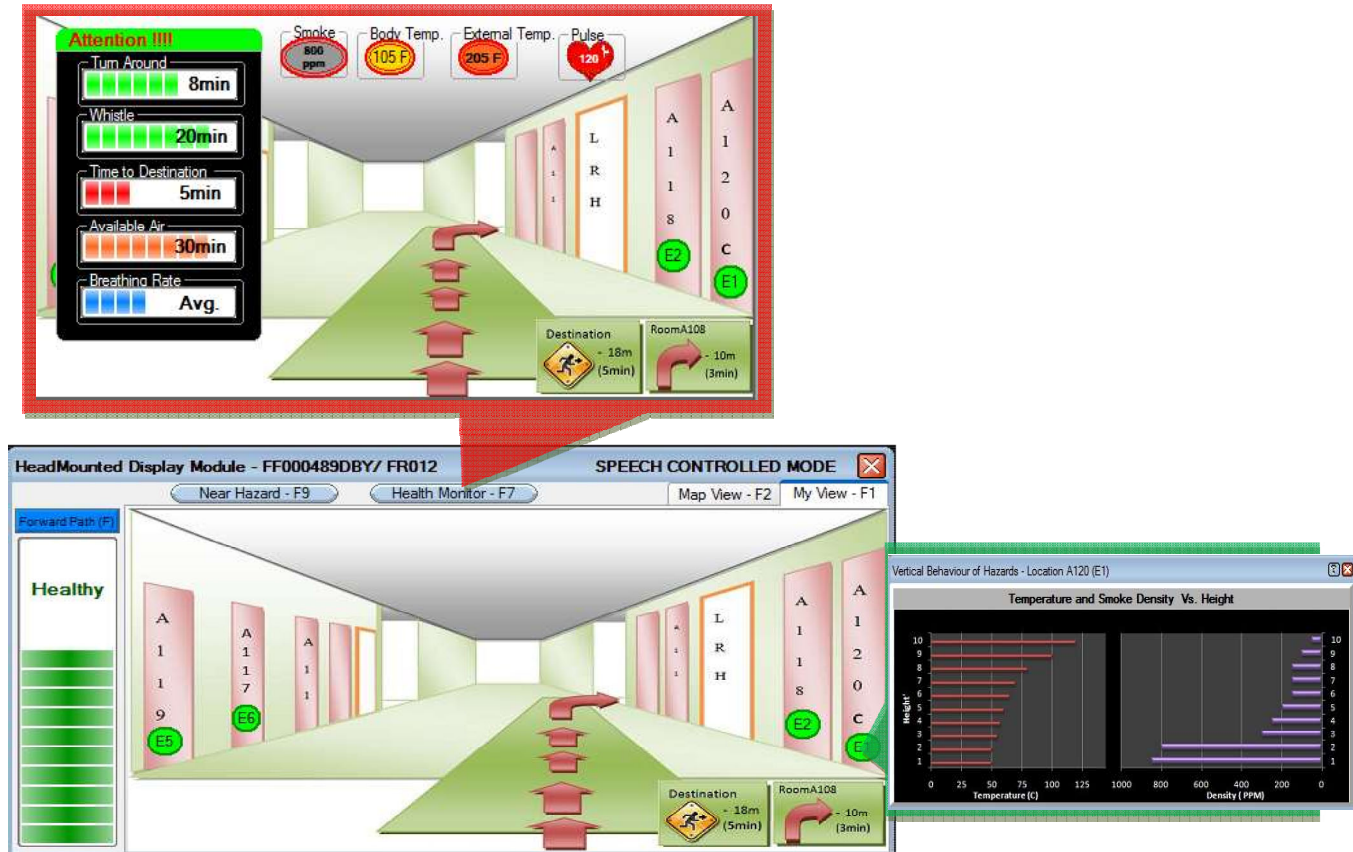 Attention !!!!
Turn Around
8min
Whistle
20min
Time to Destination
5min
Available Air
30min
Breathing Rate
Avg.
Smoke
800
ppm
Body Temp.
105 F
External Temp.
205 F
Pulse
120
A
1
1
L
R
H
A
1
1
8
E2
A
1
2
0
C
E1
Destination
- 18m
(5min)
RoomA108
- 10m
(3min)
HeadMounted Display Module - FF000489DBY/ FR012
SPEECH CONTROLLED MODE
Near Hazard - F9
Health Monitor - F7
Map View - F2
My View - F1
Forward Path (F)
Healthy
A
1
1
9
E5
A
1
1
7
E6
A
1
1
A
1
1
L
R
H
A
1
1
8
E2
A
1
2
0
C
Destination
- 18m
(5min)
RoomA108
- 10m
(3min)
Vertical Behaviour of Hazards - Location A120 (E1)
Temperature and Smoke Density Vs. Height
Height'
10
9
8
7
6
5
4
3
2
1
0 25 50 75 100 125
Temperature (C)
10
9
8
7
6
5
4
3
2
1
1000 800 600 400 200 0
Density ( PPM)